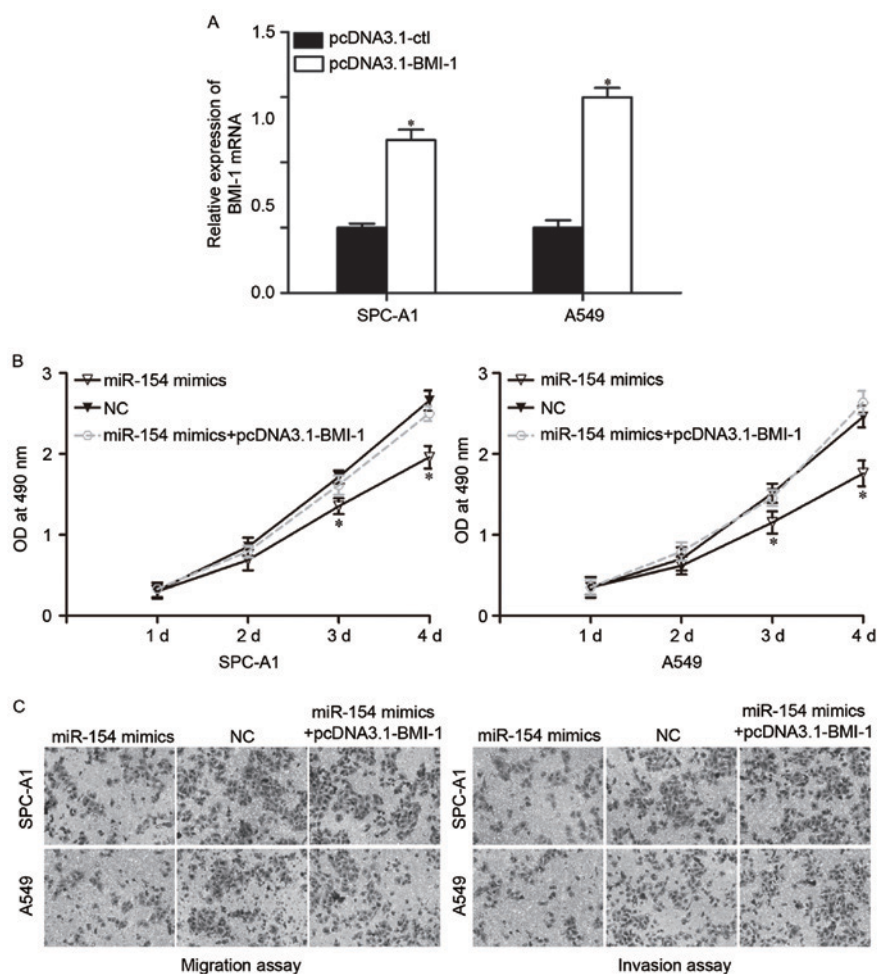 A
1.5
1.0
0.5
0.0
Relative expression of
BMI-1 mRNA
pcDNA3.1-ctl
pcDNA3.1-BMI-1
*
*
SPC-A1
A549
B
3
2
1
0
OD at 490 nm
miR-154 mimics
NC
miR-154 mimics+pcDNA3.1-BMI-1
*
*
1 d 2 d 3 d 4 d
SPC-A1
3
2
1
0
OD at 490 nm
miR-154 mimics
NC
miR-154 mimics+pcDNA3.1-BMI-1
*
*
1 d 2 d 3 d 4 d
A549
C
miR-154 mimics
NC
miR-154 mimics
+pcDNA3.1-BMI-1
SPC-A1
A549
Migration assay
miR-154 mimics
NC
miR-154 mimics
+pcDNA3.1-BMI-1
SPC-A1
A549
Invasion assay